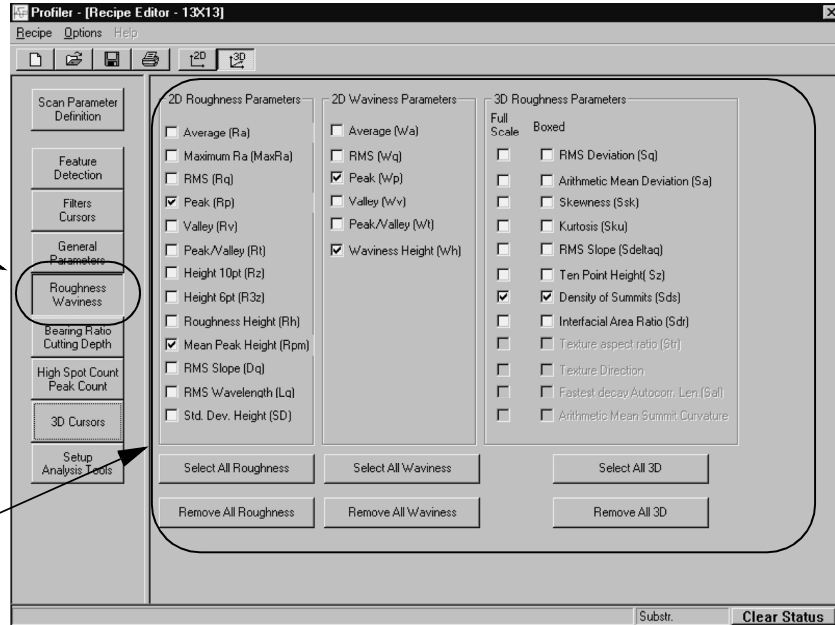 Profiler - [Recipe Editor - 13X13]
Recipe Options Help
2D 3D
Scan Parameter
Definition
Feature
Detection
Filters
Cursors
General
Parameters
Roughness
Waviness
Bearing Ratio
Cutting Depth
High Spot Count
Peak Count
3D Cursors
Setup
Analysis Tools
2D Roughness Parameters
Average (Ra)
Maximum Ra (MaxRa)
RMS (Rq)
Peak (Rp)
Valley (Rv)
Peak/Valley (Rt)
Height 10pt (Rz)
Height 6pt (R3z)
Roughness Height (Rh)
Mean Peak Height (Rpm)
RMS Slope (Dq)
RMS Wavelength (Lq)
Std. Dev. Height (SD)
Select All Roughness
Remove All Roughness
2D Waviness Parameters
Average (Wa)
RMS (Wq)
Peak (Wp)
Valley (Wv)
Peak/Valley (Wt)
Waviness Height (Wh)
Select All Waviness
Remove All Waviness
3D Roughness Parameters
Full
Scale Boxed
RMS Deviation (Sq)
Arithmetic Mean Deviation (Sa)
Skewness (Ssk)
Kurtosis (Sku)
RMS Slope (Sdeltaq)
Ten Point Height( Sz)
Density of Summits (Sds)
Interfacial Area Ratio (Sdr)
Texture aspect ratio (Str)
Texture Direction
Fastest decay Autocorr. Len (Sal)
Arithmetic Mean Summit Curvature
Select All 3D
Remove All 3D
Substr. Clear Status